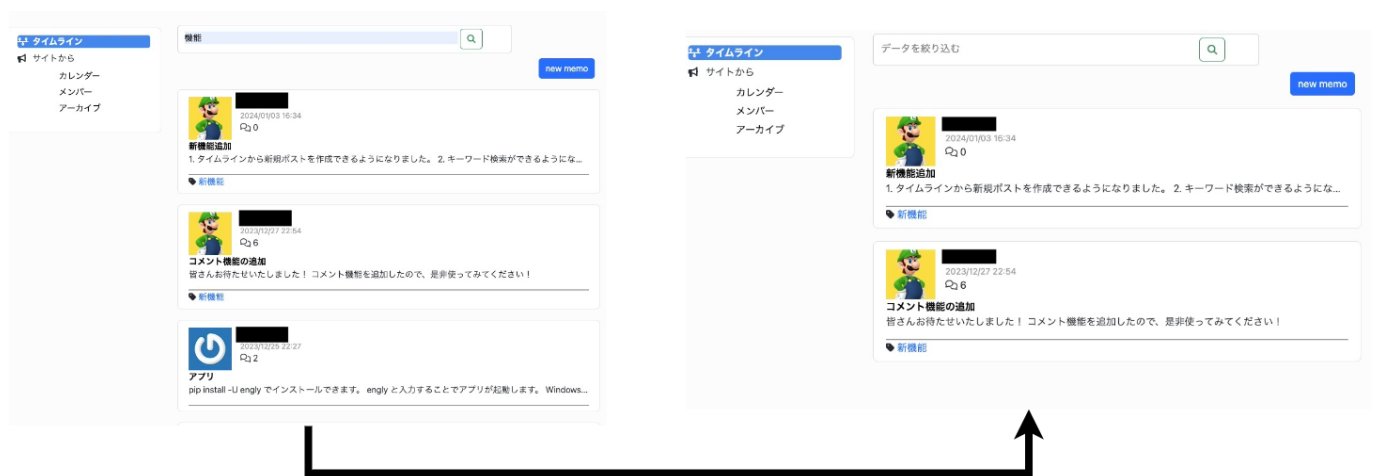 タイムライン
サイトから
カレンダー
メンバー
アーカイブ
機能
new memo
2024/01/03 16:34
0
新機能追加
1. タイムラインから新規ポストを作成できるようになりました。 2. キーワード検索ができるようにな...
新機能
2023/12/27 22:54
6
コメント機能の追加
皆さんお待たせいたしました！ コメント機能を追加したので、是非使ってみてください！
新機能
2023/12/25 22:27
2
アプリ
pip install -U engly でインストールできます。 engly と入力することでアプリが起動します。 Windows...
タイムライン
サイトから
カレンダー
メンバー
アーカイブ
データを絞り込む
new memo
2024/01/03 16:34
0
新機能追加
1. タイムラインから新規ポストを作成できるようになりました。 2. キーワード検索ができるようにな...
新機能
2023/12/27 22:54
6
コメント機能の追加
皆さんお待たせいたしました！ コメント機能を追加したので、是非使ってみてください！
新機能